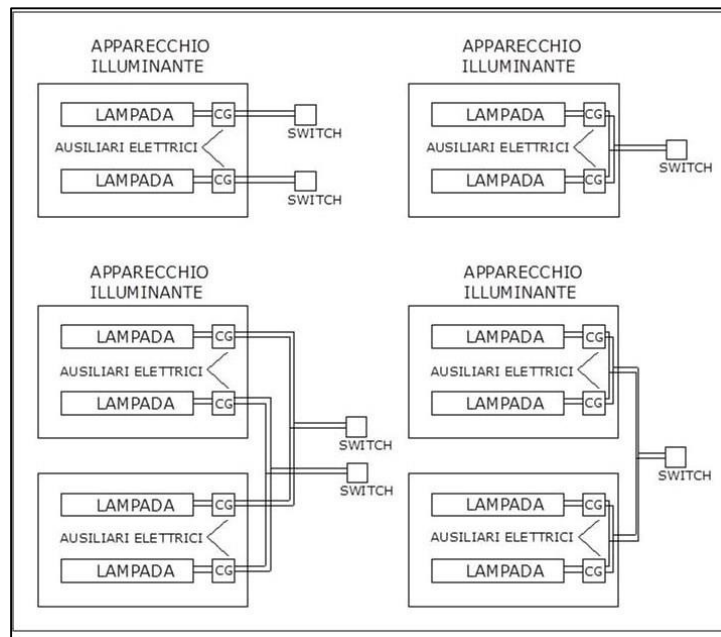 APPARECCHIO
ILLUMINANTE
LAMPADA
CG
SWITCH
AUSILIARI ELETTRICI
LAMPADA
CG
SWITCH
APPARECCHIO
ILLUMINANTE
LAMPADA
CG
AUSILIARI ELETTRICI
LAMPADA
CG
SWITCH
APPARECCHIO
ILLUMINANTE
LAMPADA
CG
AUSILIARI ELETTRICI
LAMPADA
CG
SWITCH
LAMPADA
CG
SWITCH
AUSILIARI ELETTRICI
LAMPADA
CG
APPARECCHIO
ILLUMINANTE
LAMPADA
CG
AUSILIARI ELETTRICI
LAMPADA
CG
SWITCH
LAMPADA
CG
AUSILIARI ELETTRICI
LAMPADA
CG